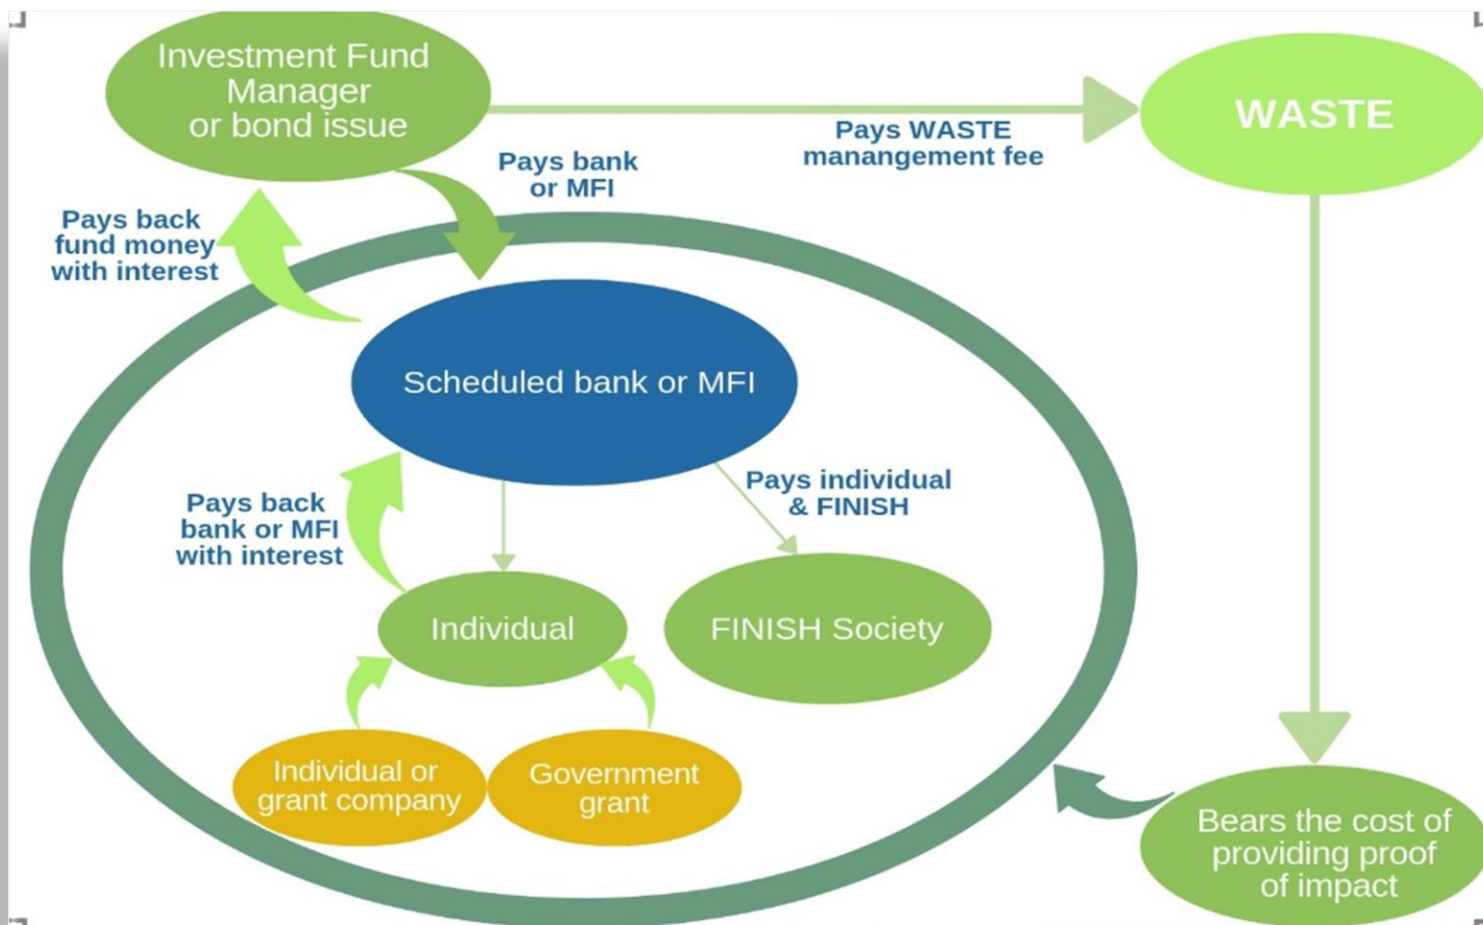 Investment Fund
Manager
or bond issue
WASTE
Pays WASTE
manangement fee
Pays bank
or MFI
Pays back
fund money
with interest
Scheduled bank or MFI
Pays individual
& FINISH
Pays back
bank or MFI
with interest
Individual
FINISH Society
Individual or
grant company
Government
grant
Bears the cost of
providing proof
of impact